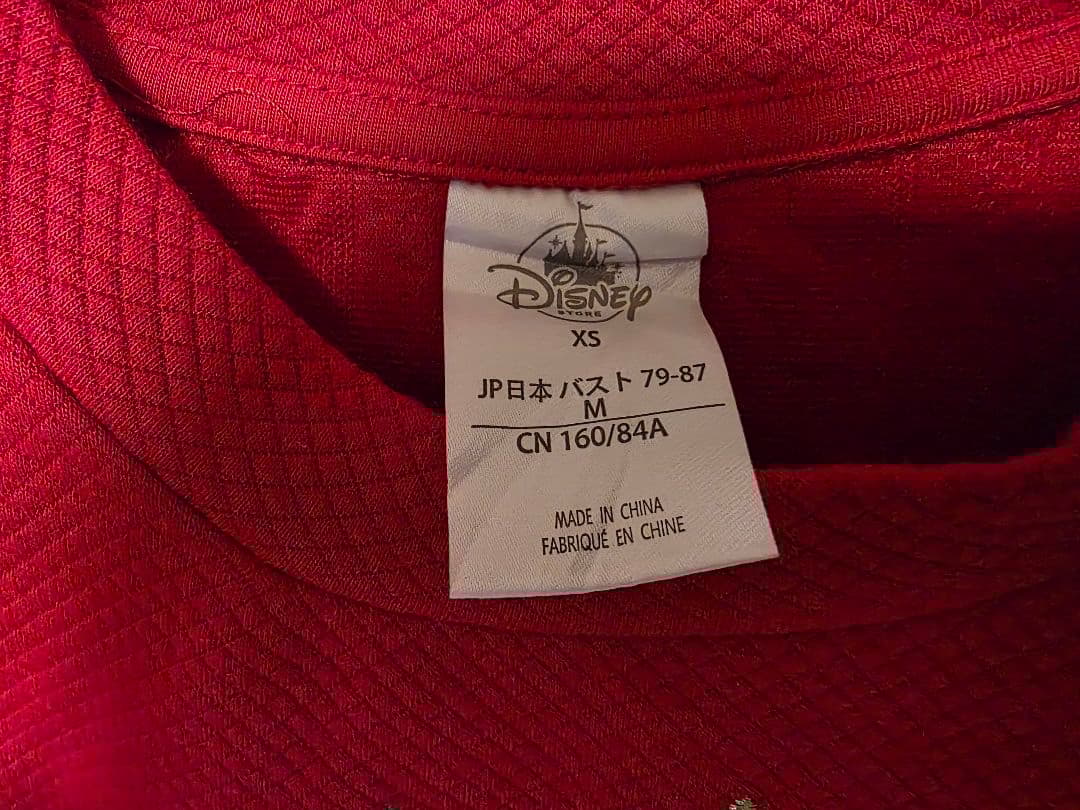 Disney
STORE
XS
JP日本 バスト 79-87
M
CN 160/84A
MADE IN CHINA
FABRIQUÉ EN CHINE